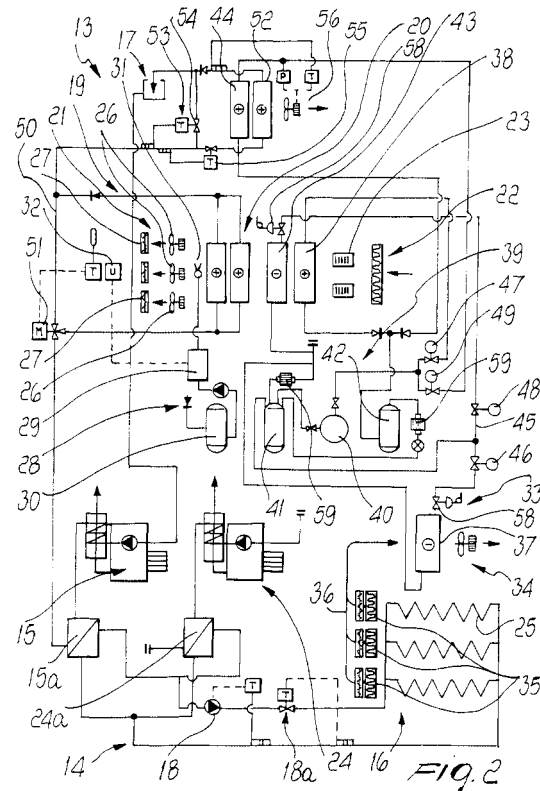 44 52 56 20 43
13 17 53 54 55 58 38
P T
19 31 23
50 21 26 T
27 T 22
32
51 39
T U 47
M 49
27 59
26 42 48
29 45
28 46
30 41 59 40 33
58
37
34
15 36
25
15a
24a T T 35
14 18 18a 24 16
FIG. 2